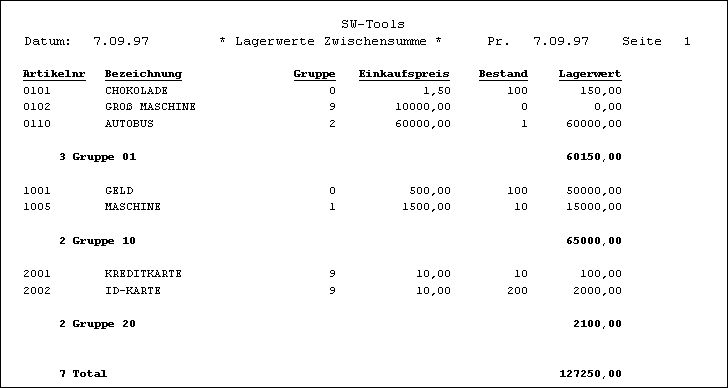 SW-Tools
Datum: 7.09.97 * Lagerwerte Zwischensumme * Pr. 7.09.97 Seite 1
Artikelnr Bezeichnung Gruppe Einkaufspreis Bestand Lagerwert
0101 CHOKOLADE 0 1,50 100 150,00
0102 GROß MASCHINE 9 10000,00 0 0,00
0110 AUTOBUS 2 60000,00 1 60000,00
3 Gruppe 01 60150,00
1001 GELD 0 500,00 100 50000,00
1005 MASCHINE 1 1500,00 10 15000,00
2 Gruppe 10 65000,00
2001 KREDITKARTE 9 10,00 10 100,00
2002 ID-KARTE 9 10,00 200 2000,00
2 Gruppe 20 2100,00
7 Total 127250,00